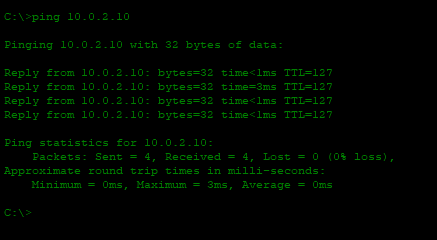 C:\>ping 10.0.2.10
Pinging 10.0.2.10 with 32 bytes of data:
Reply from 10.0.2.10: bytes=32 time<1ms TTL=127
Reply from 10.0.2.10: bytes=32 time=3ms TTL=127
Reply from 10.0.2.10: bytes=32 time<1ms TTL=127
Reply from 10.0.2.10: bytes=32 time<1ms TTL=127
Ping statistics for 10.0.2.10:
    Packets: Sent = 4, Received = 4, Lost = 0 (0% loss),
Approximate round trip times in milli-seconds:
    Minimum = 0ms, Maximum = 3ms, Average = 0ms
C:\>